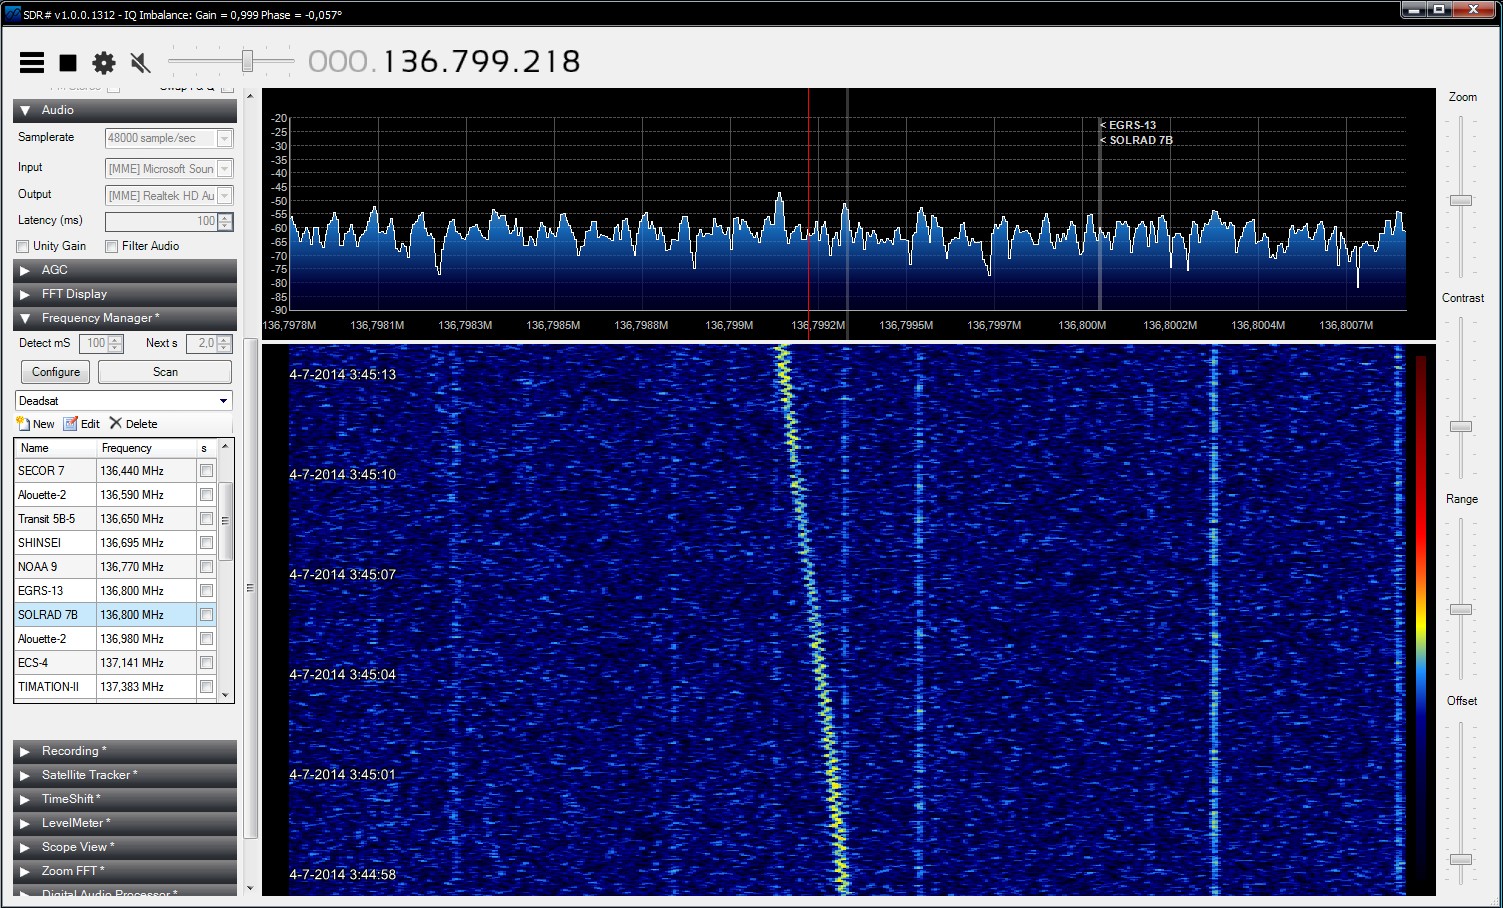 SDR# v1.0.0.1312 - IQ Imbalance: Gain = 0,999 Phase = -0,057°
000.136.799.218
FM Stereo Swap I & Q
Audio
Samplerate 48000 sample/sec
Input [MME] Microsoft Soun
Output [MME] Realtek HD Au
Latency (ms) 100
Unity Gain Filter Audio
AGC
FFT Display
Frequency Manager *
Detect mS 100 Next s 2,0
Configure Scan
Deadsat
New Edit Delete
Name Frequency s
SECOR 7 136,440 MHz
Alouette-2 136,590 MHz
Transit 5B-5 136,650 MHz
SHINSEI 136,695 MHz
NOAA 9 136,770 MHz
EGRS-13 136,800 MHz
SOLRAD 7B 136,800 MHz
Alouette-2 136,980 MHz
ECS-4 137,141 MHz
TIMATION-II 137,383 MHz
Recording *
Satellite Tracker *
TimeShift *
LevelMeter *
Scope View *
Zoom FFT *
Digital Audio Processor *
-20
-25
-30
-35
-40
-45
-50
-55
-60
-65
-70
-75
-80
-85
-90
< EGRS-13
< SOLRAD 7B
136,7978M 136,7981M 136,7983M 136,7985M 136,7988M 136,799M 136,7992M 136,7995M 136,7997M 136,800M 136,8002M 136,8004M 136,8007M
4-7-2014 3:45:13
4-7-2014 3:45:10
4-7-2014 3:45:07
4-7-2014 3:45:04
4-7-2014 3:45:01
4-7-2014 3:44:58
Zoom
Contrast
Range
Offset